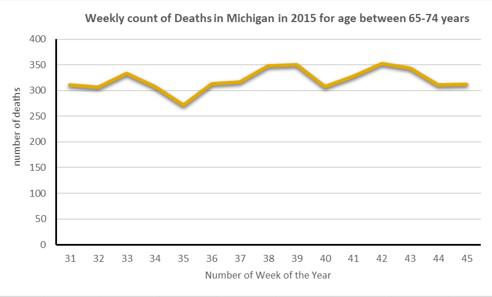 Weekly count of Deaths in Michigan in 2015 for age between 65-74 years
400
350
300
250
200
150
100
50
0
number of deaths
31 32 33 34 35 36 37 38 39 40 41 42 43 44 45
Number of Week of the Year